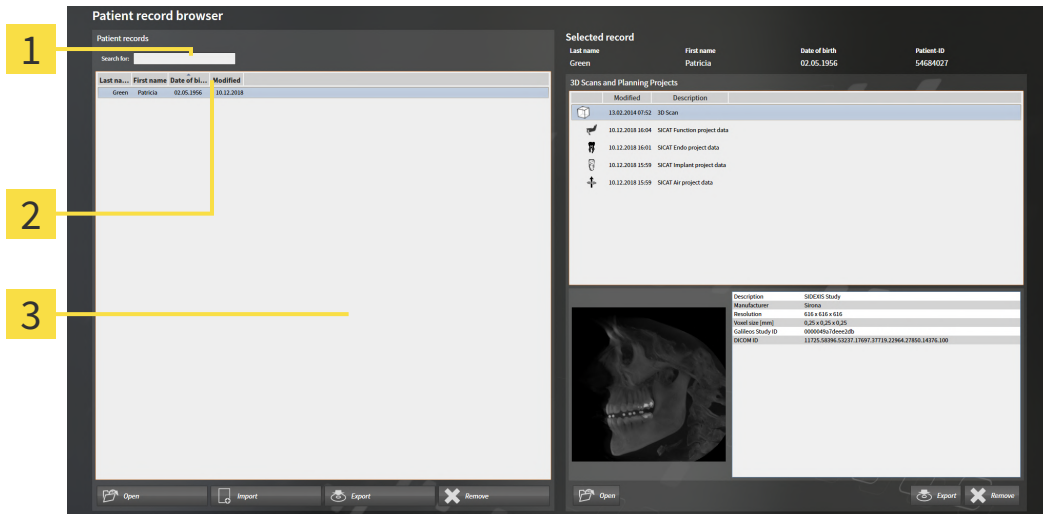 Patient record browser
1
Patient records
Search for:
Last na... First name Date of bi... Modified
Green Patricia 02.05.1956 10.12.2018
2
3
Open Import Export Remove
Selected record
Last name First name Date of birth Patient-ID
Green Patricia 02.05.1956 54684027
3D Scans and Planning Projects
Modified Description
13.02.2014 07:52 3D Scan
10.12.2018 16:04 SICAT Function project data
10.12.2018 16:01 SICAT Endo project data
10.12.2018 15:59 SICAT Implant project data
10.12.2018 15:59 SICAT Air project data
Description SIDEXIS Study
Manufacturer Sirona
Resolution 616 x 616 x 616
Voxel size [mm] 0,25 x 0,25 x 0,25
Galileos Study ID 0000049a7deee2db
DICOM ID 11725.58396.53237.17697.37719.22964.27850.14376.100
Open Export Remove